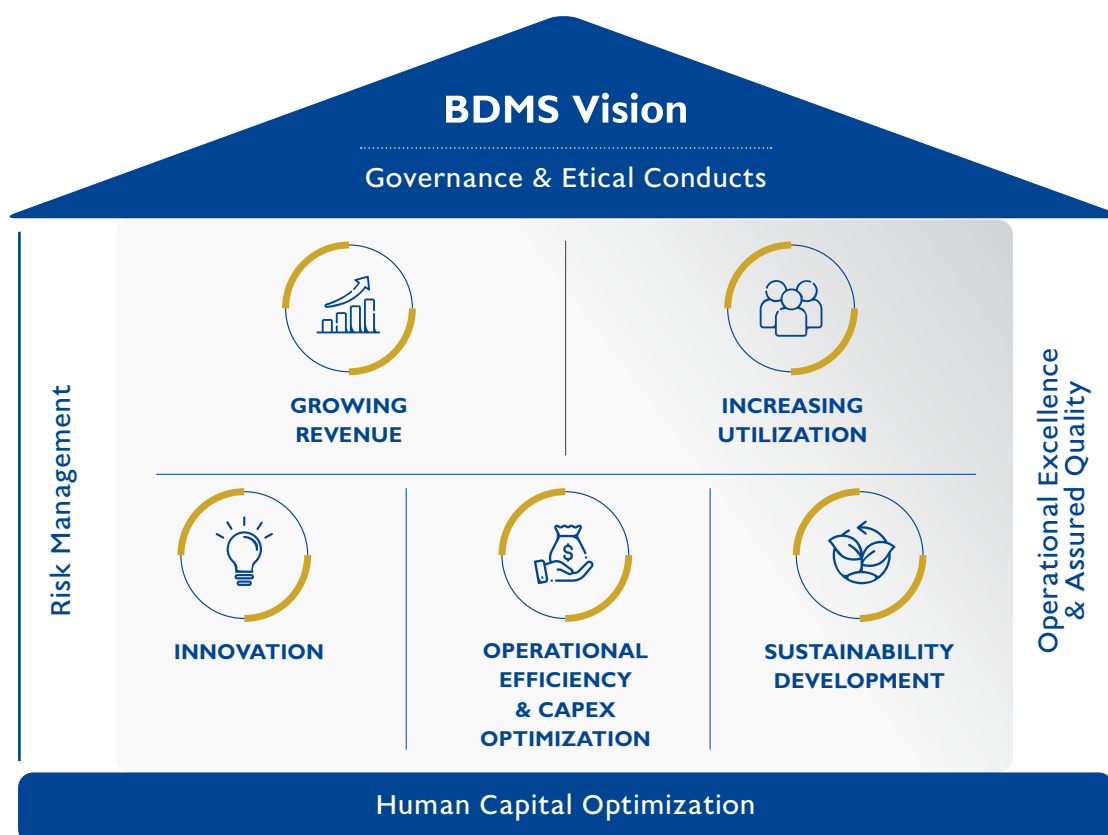 BDMS Vision
Governance & Etical Conducts
Risk Management
GROWING
REVENUE
INCREASING
UTILIZATION
INNOVATION
OPERATIONAL
EFFICIENCY
& CAPEX
OPTIMIZATION
SUSTAINABILITY
DEVELOPMENT
Operational Excellence
& Assured Quality
Human Capital Optimization